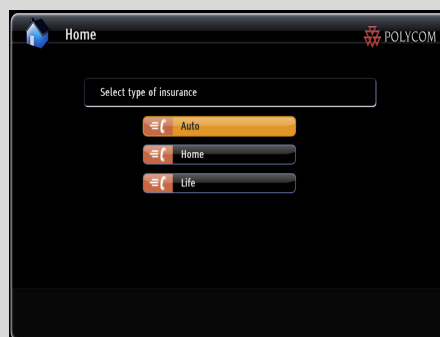 Home
POLYCOM
Select type of insurance
Auto
Home
Life